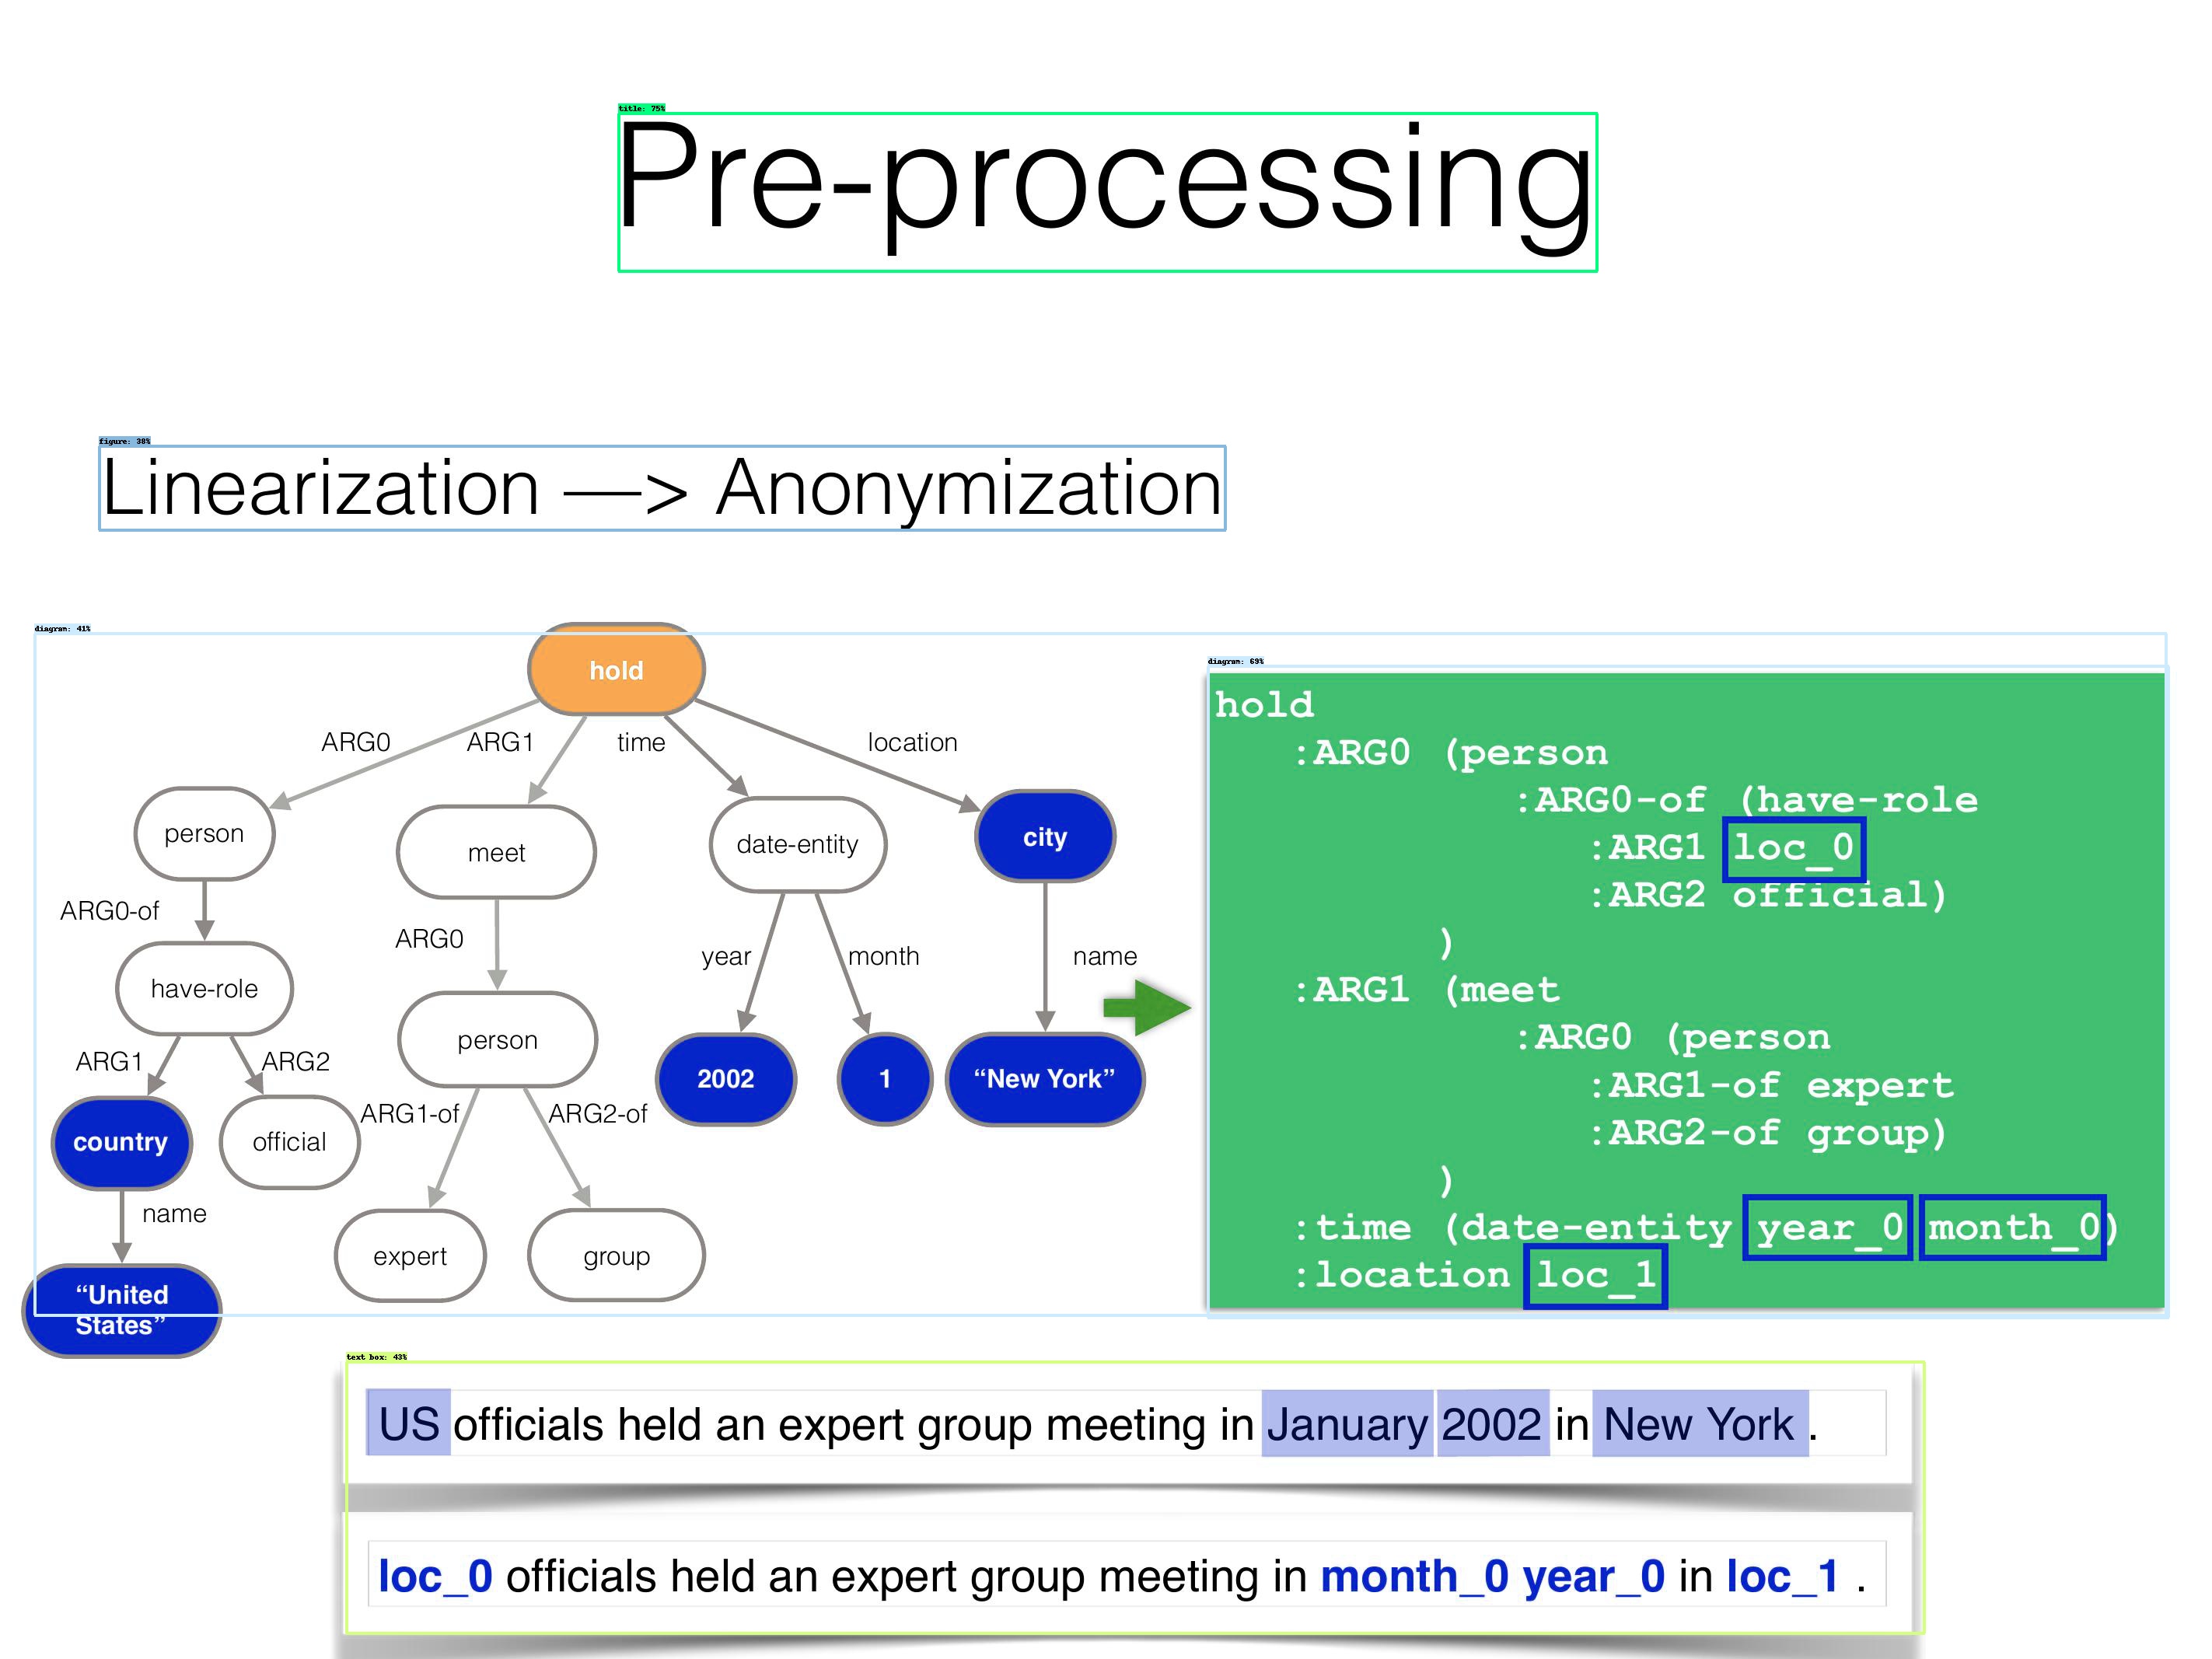 title: 75%
Pre-processing
figure: 38%
Linearization —> Anonymization
diagram: 41%
hold
ARG0
ARG1
time
location
person
meet
date-entity
city
ARG0-of
ARG0
year
month
name
have-role
person
2002
1
“New York”
ARG1
ARG2
ARG1-of
ARG2-of
country
official
name
expert
group
“United
States”
diagram: 69%
hold
:ARG0 (person
:ARG0-of (have-role
:ARG1 loc_0
:ARG2 official)
)
:ARG1 (meet
:ARG0 (person
:ARG1-of expert
:ARG2-of group)
)
:time (date-entity year_0 month_0)
:location loc_1
text box: 43%
US officials held an expert group meeting in January 2002 in New York .
loc_0 officials held an expert group meeting in month_0 year_0 in loc_1 .